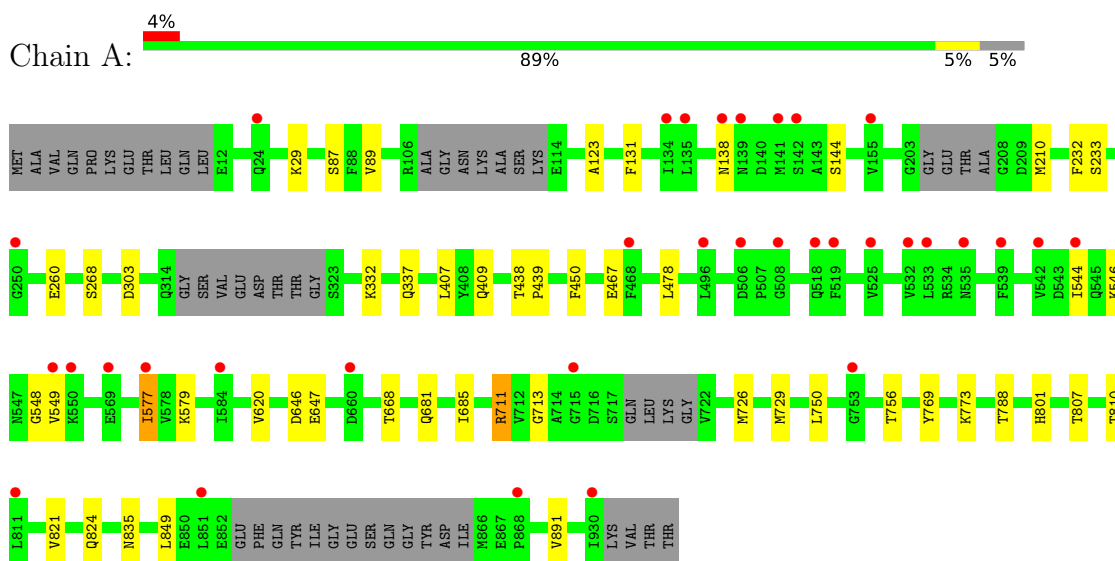 4%
Chain A:
89% 5% 5%
MET ALA VAL GLN PRO LYS GLU THR LEU GLN LEU E12 Q24 K29 S87 F88 V89 R106 ALA GLY ASN LYS ALA SER LYS E114 A123 F131 I134 L135 N138 N139 D140 M141 S142 A143 S144 V155 G203 GLY GLU THR ALA G208 D209 M210 F232 S233
G250 E260 S268 D303 Q314 GLY SER VAL GLU ASP THR THR GLY S323 K332 Q337 L407 Y408 Q409 T438 P439 F450 E467 F468 L478 L496 D506 P507 G508 Q518 F519 V525 V532 L533 R534 N535 F539 V542 D543 I544 Q545 K546
N547 G548 V549 K550 E569 I577 V578 K579 I584 V620 D646 E647 D660 T668 Q681 I685 R711 V712 G713 A714 G715 D716 S717 GLN LEU LYS GLY V722 M726 M729 L750 G753 T756 Y769 K773 T788 H801 T807 T810
L811 V821 Q824 N835 L849 E850 L851 E852 GLU PHE GLN TYR ILE GLY GLU SER GLN GLY TYR ASP ILE M866 E867 P868 V891 I930 LYS VAL THR THR